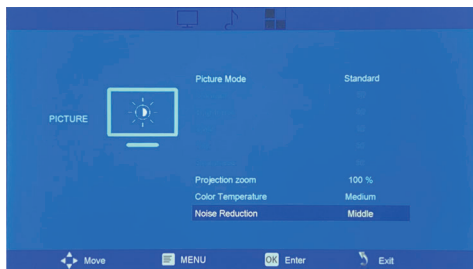 Picture Mode Standard
PICTURE
Projection zoom 100 %
Color Temperature Medium
Noise Reduction Middle
Move MENU OK Enter Exit